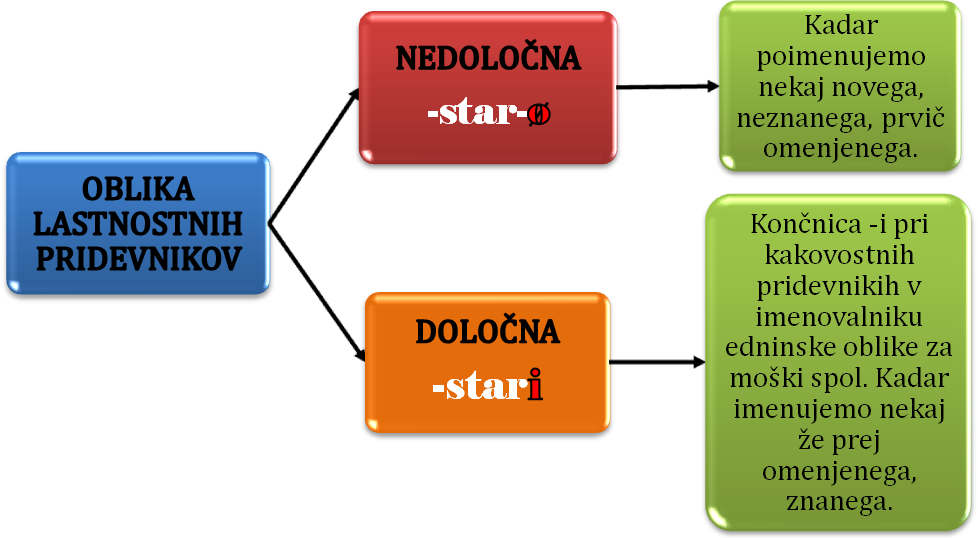 OBLIKA
LASTNOSTNIH
PRIDEVNIKOV
NEDOLOČNA
-star-ø
Kadar
poimenujemo
nekaj novega,
neznanega, prvič
omenjenega.
DOLOČNA
-stari
Končnica -i pri
kakovostnih
pridevnikih v
imenovalniku
edninske oblike za
moški spol. Kadar
imenujemo nekaj
že prej
omenjenega,
znanega.